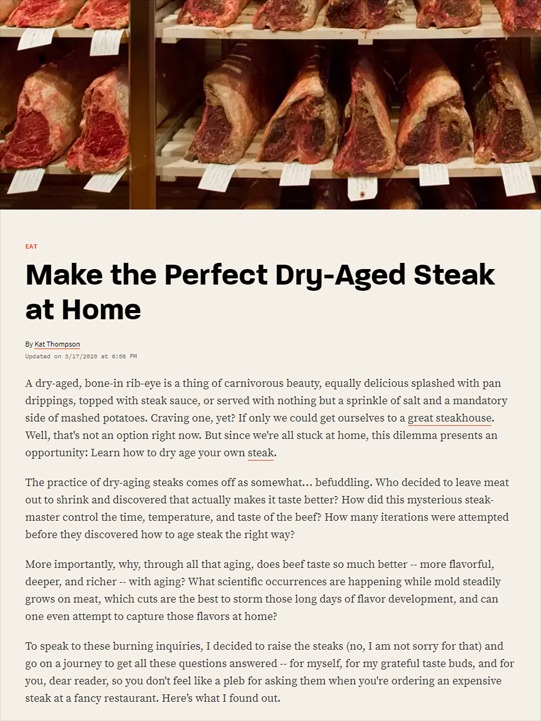 EAT
Make the Perfect Dry-Aged Steak
at Home
By Kat Thompson
Updated on 3/17/2020 at 6:06 PM
A dry-aged, bone-in rib-eye is a thing of carnivorous beauty, equally delicious splashed with pan
drippings, topped with steak sauce, or served with nothing but a sprinkle of salt and a mandatory
side of mashed potatoes. Craving one, yet? If only we could get ourselves to a great steakhouse.
Well, that's not an option right now. But since we're all stuck at home, this dilemma presents an
opportunity: Learn how to dry age your own steak.
The practice of dry-aging steaks comes off as somewhat... befuddling. Who decided to leave meat
out to shrink and discovered that actually makes it taste better? How did this mysterious steak-
master control the time, temperature, and taste of the beef? How many iterations were attempted
before they discovered how to age steak the right way?
More importantly, why, through all that aging, does beef taste so much better -- more flavorful,
deeper, and richer -- with aging? What scientific occurrences are happening while mold steadily
grows on meat, which cuts are the best to storm those long days of flavor development, and can
one even attempt to capture those flavors at home?
To speak to these burning inquiries, I decided to raise the steaks (no, I am not sorry for that) and
go on a journey to get all these questions answered -- for myself, for my grateful taste buds, and for
you, dear reader, so you don't feel like a pleb for asking them when you're ordering an expensive
steak at a fancy restaurant. Here's what I found out.